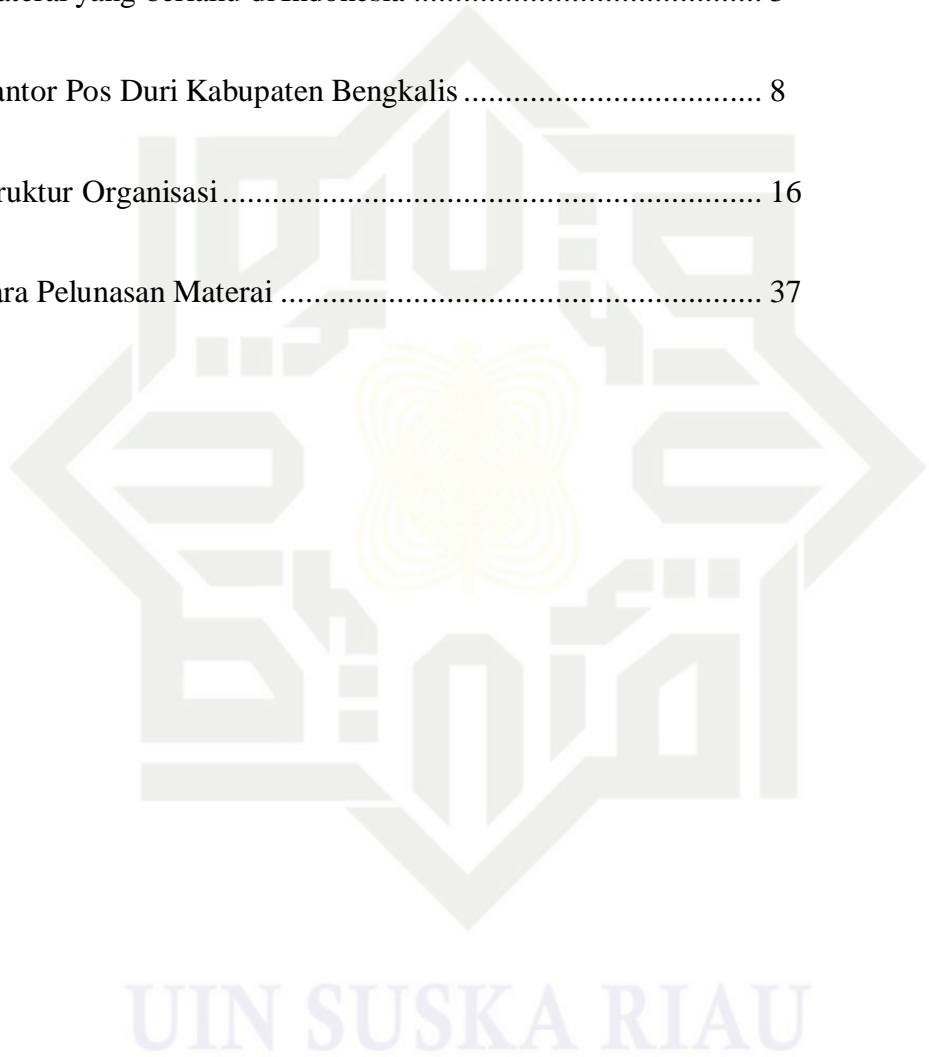 yang berlaku di Indonesia ........................................ 5
antor Pos Duri Kabupaten Bengkalis ................................. 8
ruktur Organisasi ............................................................. 16
ara Pelunasan Materai ...................................................... 37
UIN SUSKA RIAU